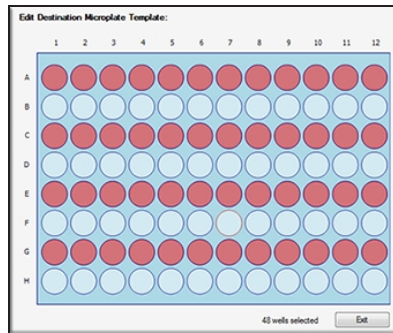 Edit Destination Microplate Template:
1 2 3 4 5 6 7 8 9 10 11 12
A
B
C
D
E
F
G
H
48 wells selected Exit